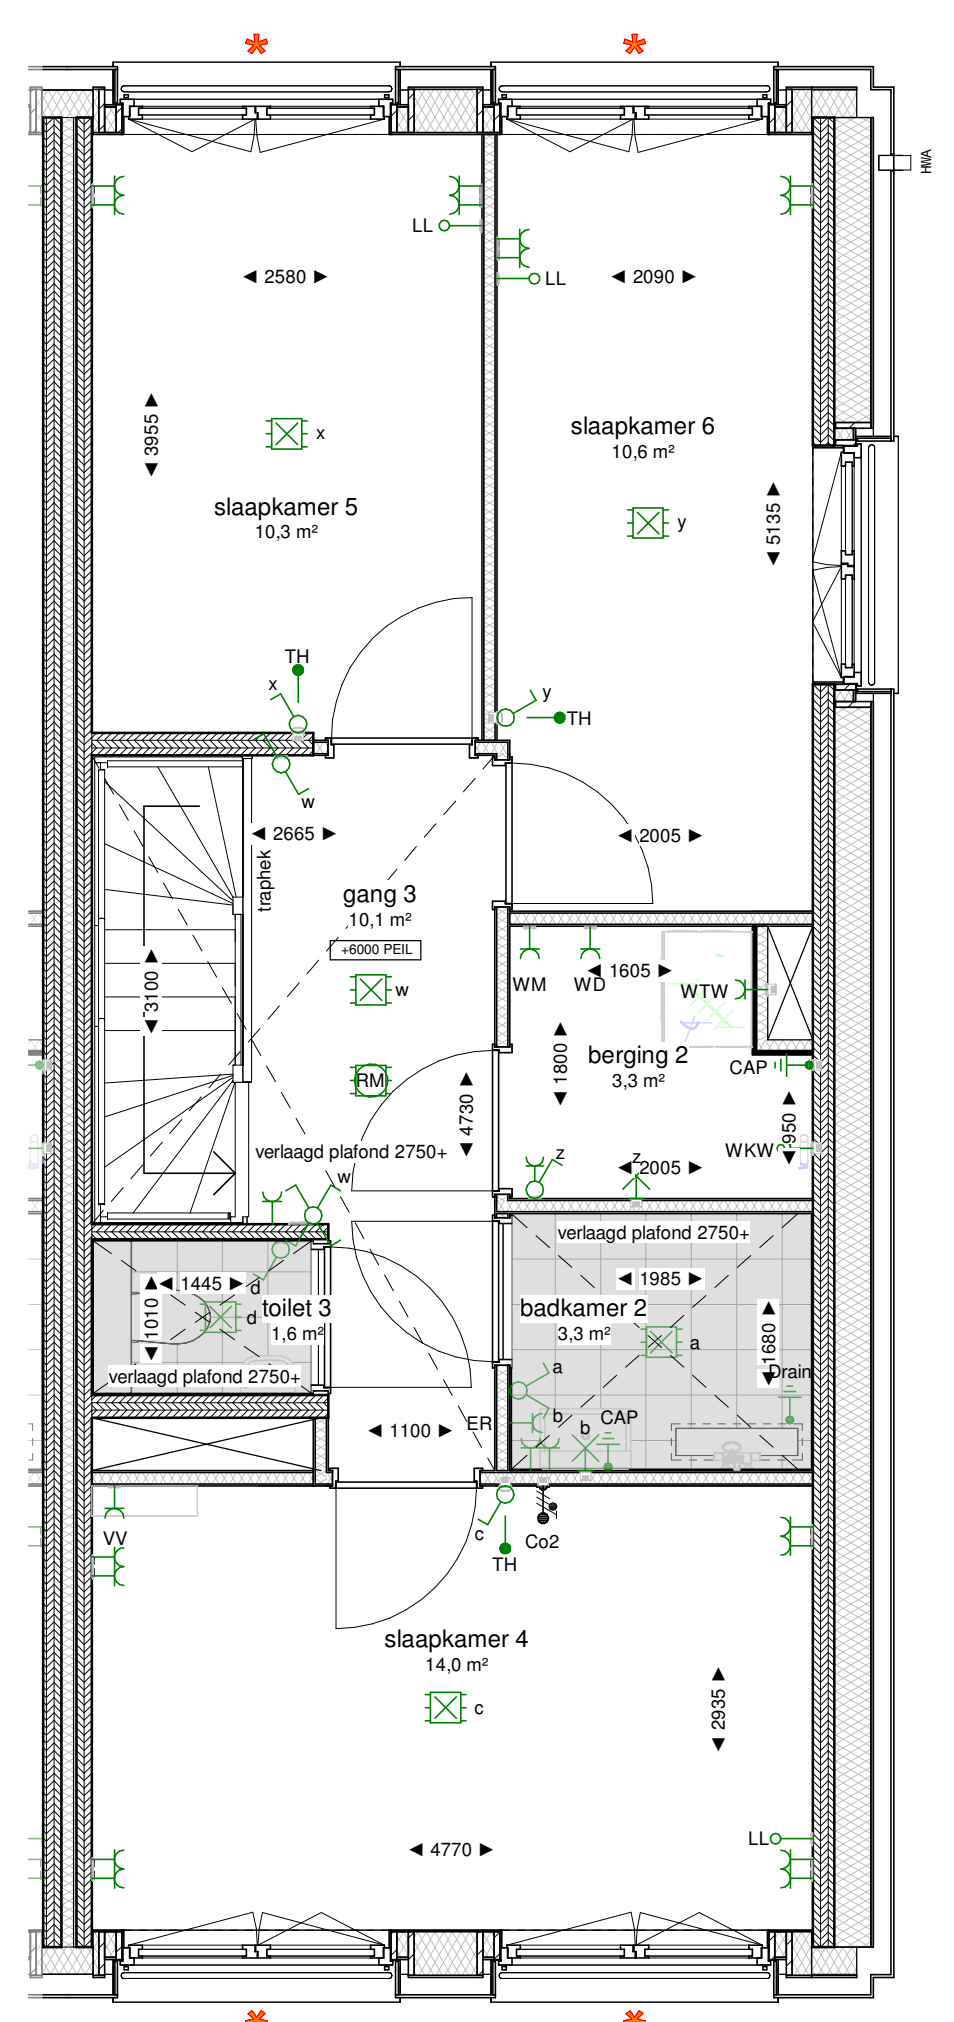 *
*
HWA
LL
LL
2580
2090
3955
x
slaapkamer 6
10,6 m²
slaapkamer 5
10,3 m²
y
5135
TH
x
y
TH
w
2665
2005
traphek
gang 3
10,1 m²
+6000 PEIL
w
3100
WM
WD
1605
WTW
berging 2
3,3 m²
1800
CAP
RM
4730
950
verlaagd plafond 2750+
WKW
z
z
2005
w
verlaagd plafond 2750+
1445
d
1985
1010
d
toilet 3
1,6 m²
badkamer 2
3,3 m²
a
1680
verlaagd plafond 2750+
a
Drain
b
ER
b
CAP
1100
VV
c
TH
Co2
slaapkamer 4
14,0 m²
c
2935
LL
4770
*
*